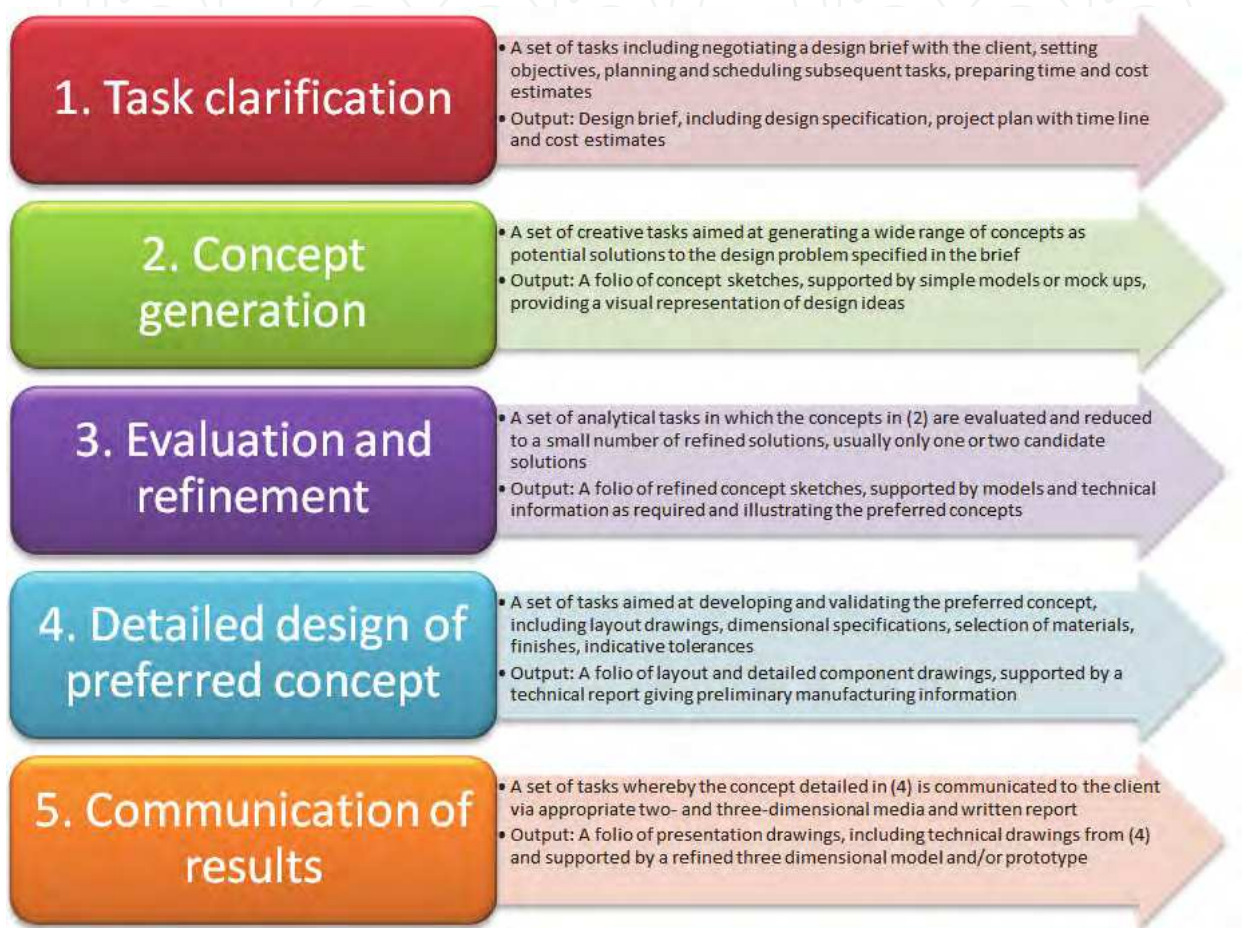 1. Task clarification
• A set of tasks including negotiating a design brief with the client, setting
objectives, planning and scheduling subsequent tasks, preparing time and cost
estimates
• Output: Design brief, including design specification, project plan with time line
and cost estimates
2. Concept
generation
• A set of creative tasks aimed at generating a wide range of concepts as
potential solutions to the design problem specified in the brief
• Output: A folio of concept sketches, supported by simple models or mock ups,
providing a visual representation of design ideas
3. Evaluation and
refinement
• A set of analytical tasks in which the concepts in (2) are evaluated and reduced
to a small number of refined solutions, usually only one or two candidate
solutions
• Output: A folio of refined concept sketches, supported by models and technical
information as required and illustrating the preferred concepts
4. Detailed design of
preferred concept
• A set of tasks aimed at developing and validating the preferred concept,
including layout drawings, dimensional specifications, selection of materials,
finishes, indicative tolerances
• Output: A folio of layout and detailed component drawings, supported by a
technical report giving preliminary manufacturing information
5. Communication of
results
• A set of tasks whereby the concept detailed in (4) is communicated to the client
via appropriate two- and three-dimensional media and written report
• Output: A folio of presentation drawings, including technical drawings from (4)
and supported by a refined three dimensional model and/or prototype